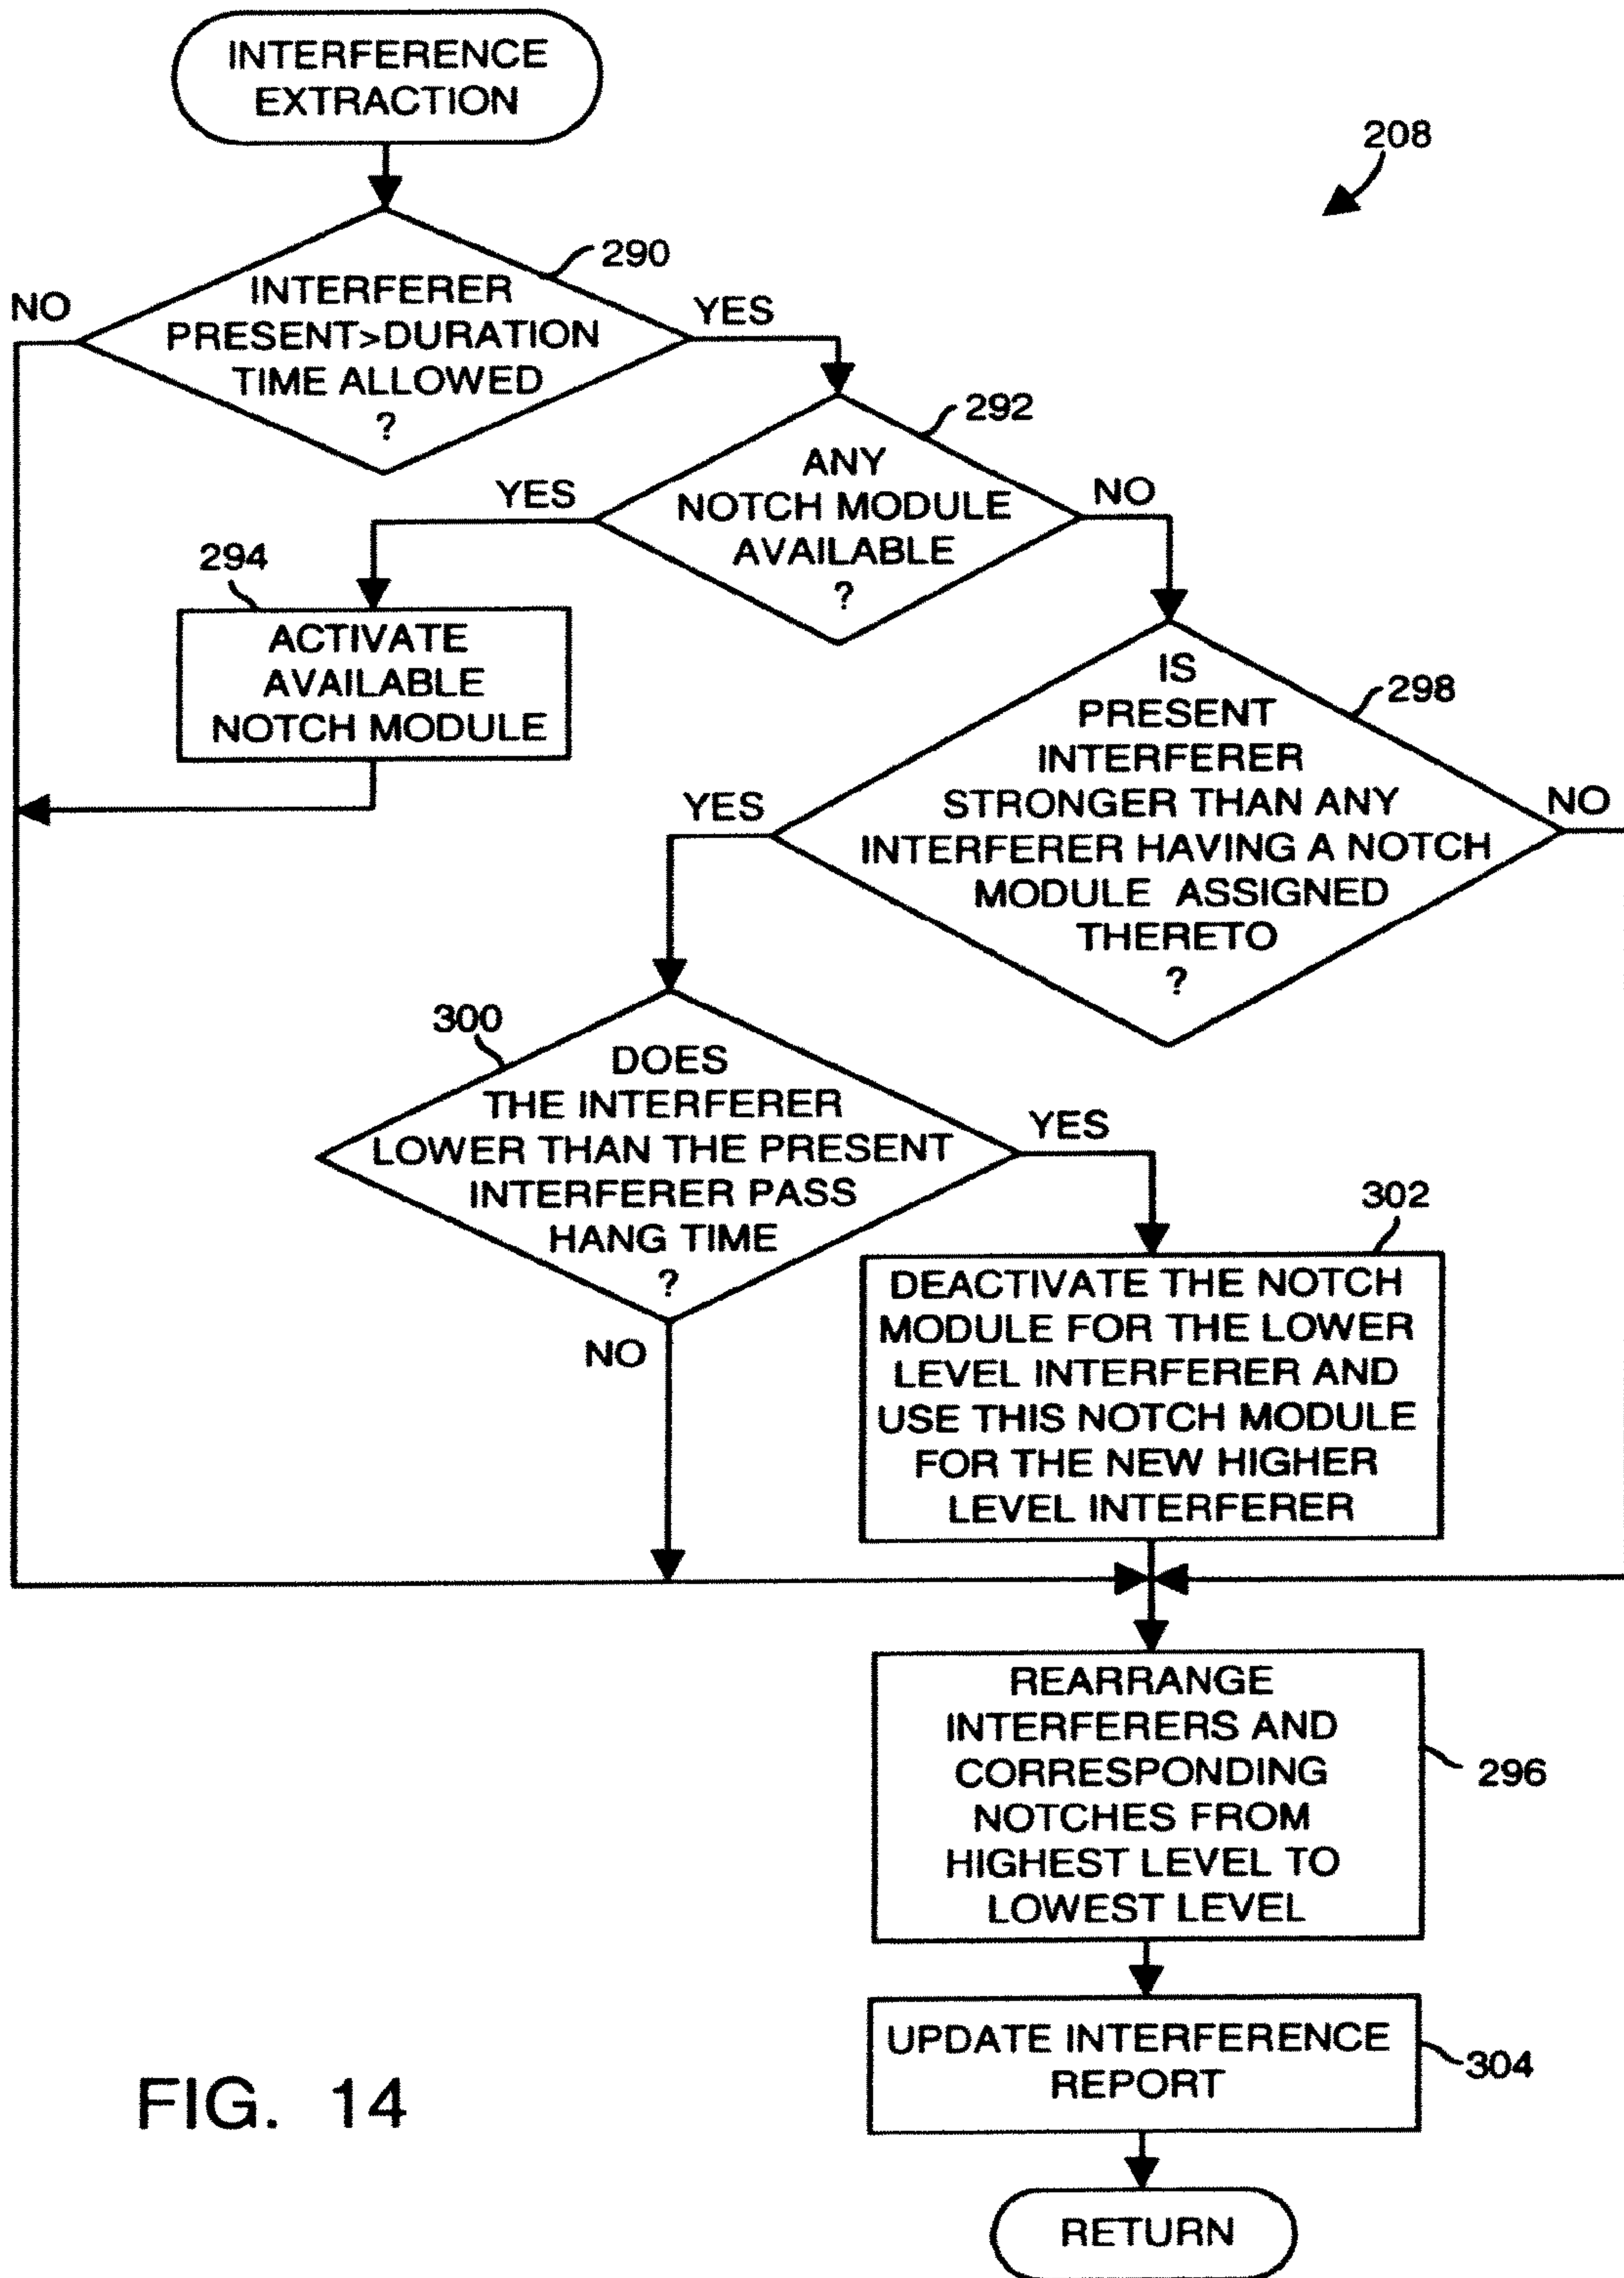 INTERFERENCE
EXTRACTION
208
290
INTERFERER
PRESENT>DURATION
TIME ALLOWED
?
NO
YES
292
ANY
NOTCH MODULE
AVAILABLE
?
YES
NO
294
ACTIVATE
AVAILABLE
NOTCH MODULE
298
IS
PRESENT
INTERFERER
STRONGER THAN ANY
INTERFERER HAVING A NOTCH
MODULE ASSIGNED
THERETO
?
YES
NO
300
DOES
THE INTERFERER
LOWER THAN THE PRESENT
INTERFERER PASS
HANG TIME
?
YES
NO
302
DEACTIVATE THE NOTCH
MODULE FOR THE LOWER
LEVEL INTERFERER AND
USE THIS NOTCH MODULE
FOR THE NEW HIGHER
LEVEL INTERFERER
REARRANGE
INTERFERERS AND
CORRESPONDING
NOTCHES FROM
HIGHEST LEVEL TO
LOWEST LEVEL
296
UPDATE INTERFERENCE
REPORT
304
RETURN
FIG. 14